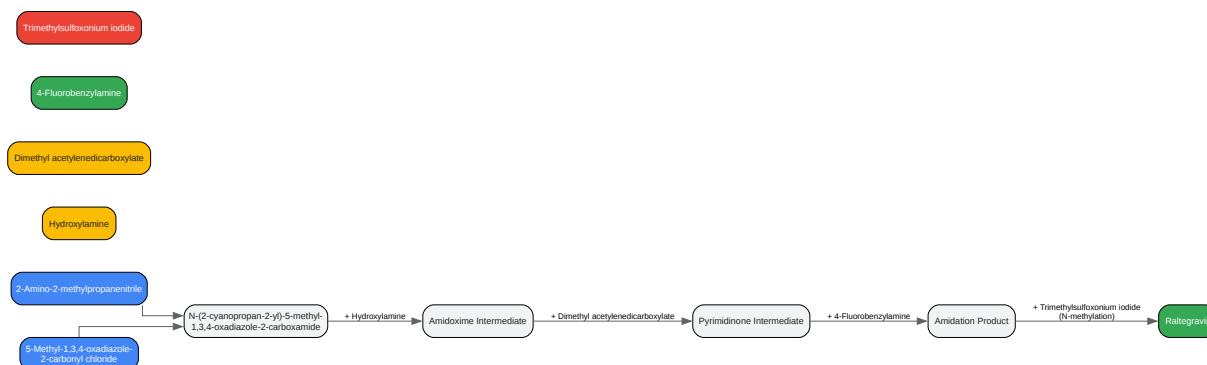 Trimethylsulfoxonium iodide
4-Fluorobenzylamine
Dimethyl acetylenedicarboxylate
Hydroxylamine
2-Amino-2-methylpropanenitrile
5-Methyl-1,3,4-oxadiazole-
2-carbonyl chloride
N-(2-cyanopropan-2-yl)-5-methyl-
1,3,4-oxadiazole-2-carboxamide
+ Hydroxylamine
Amidoxime Intermediate
+ Dimethyl acetylenedicarboxylate
Pyrimidinone Intermediate
+ 4-Fluorobenzylamine
Amidation Product
+ Trimethylsulfoxonium iodide
(N-methylation)